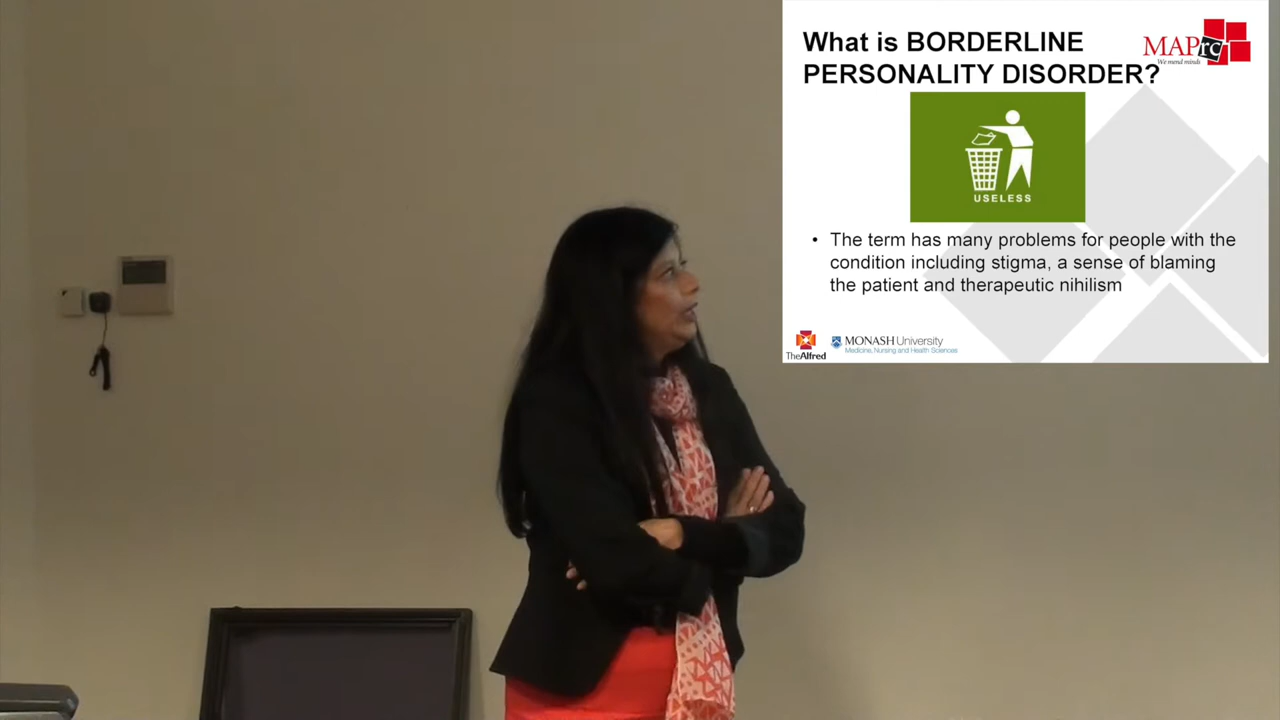 What is BORDERLINE
PERSONALITY DISORDER?
MAPrc
We mend minds
USELESS
• The term has many problems for people with the
condition including stigma, a sense of blaming
the patient and therapeutic nihilism
TheAlfred
MONASH University
Medicine, Nursing and Health Sciences